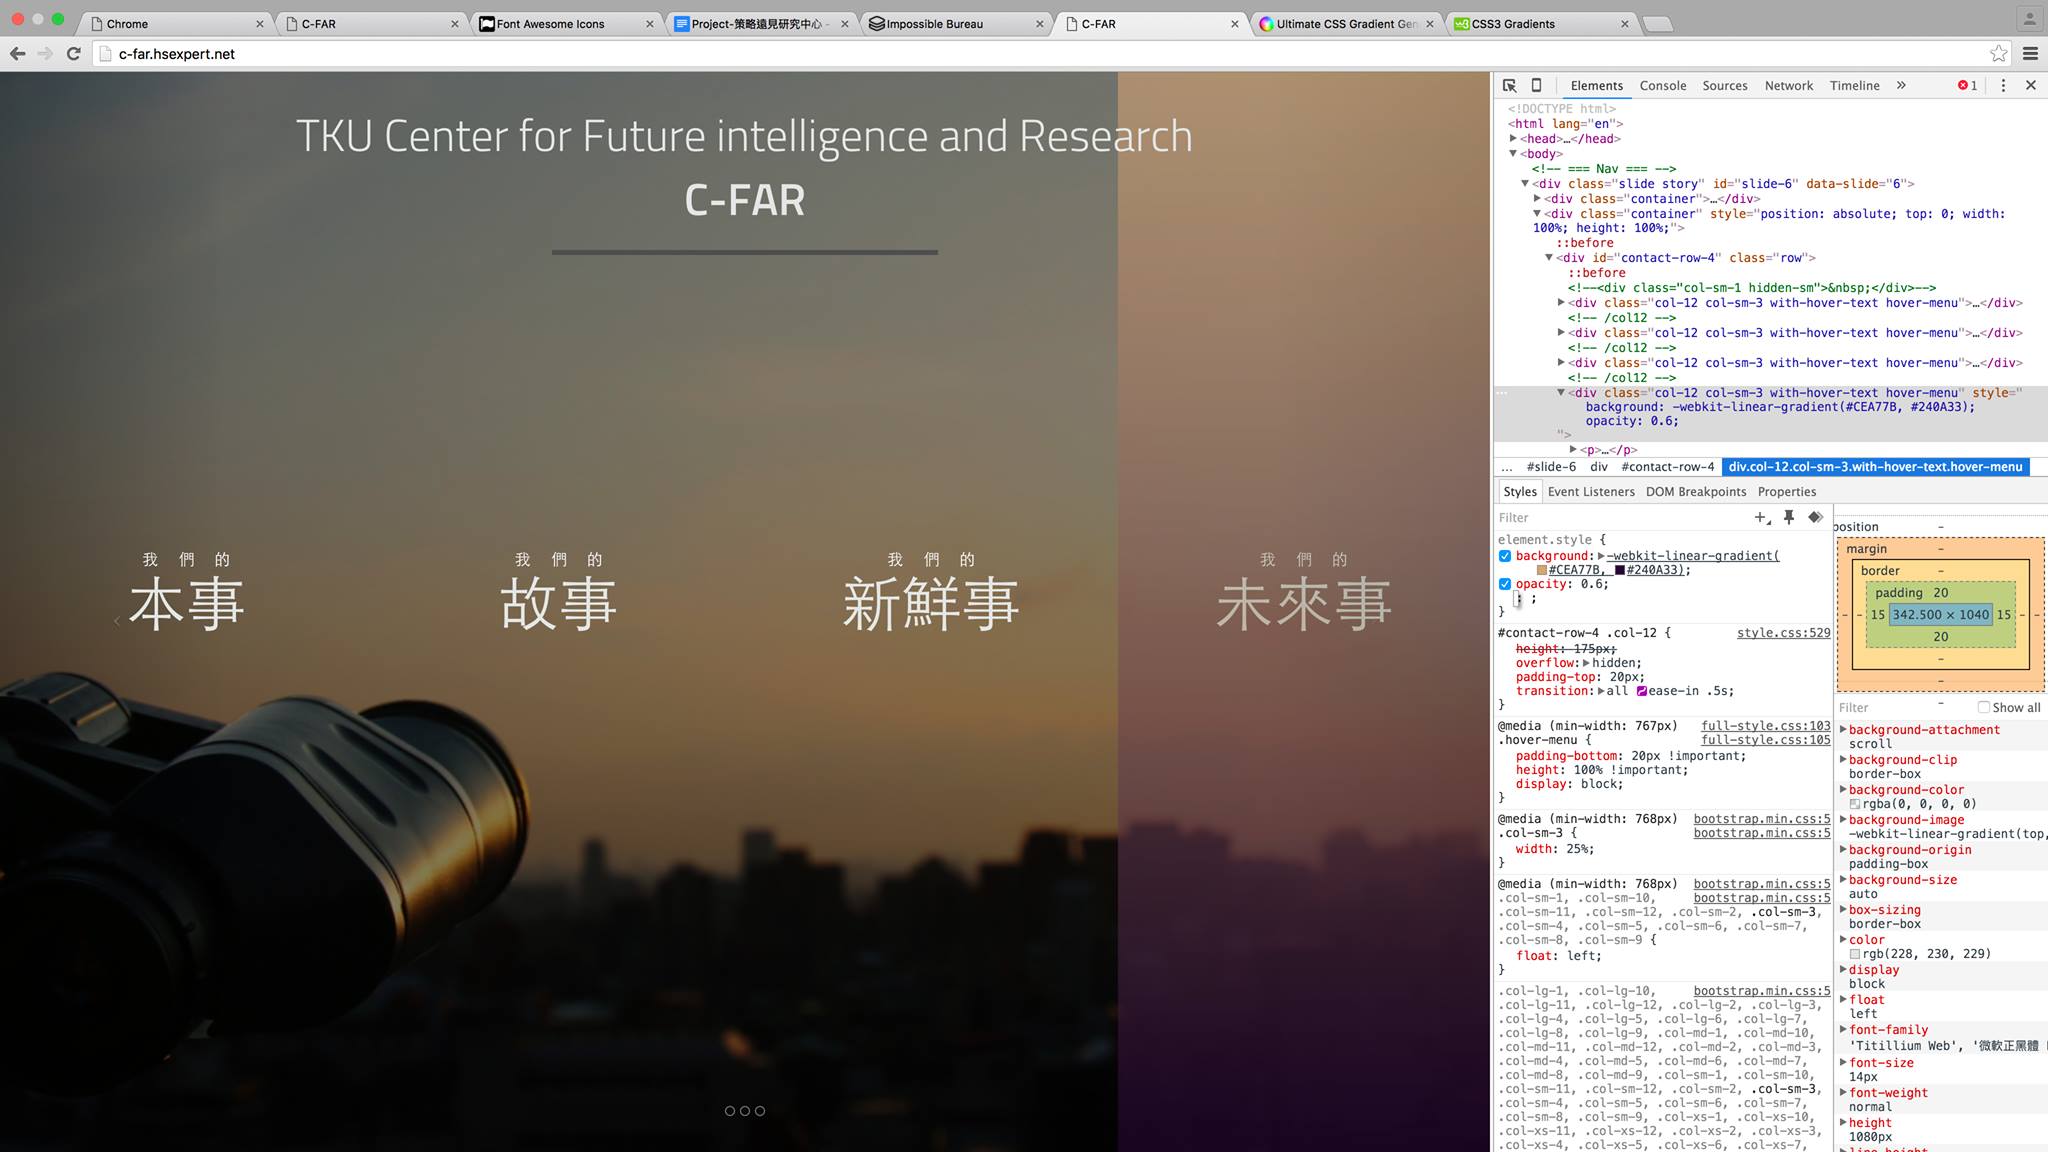 Chrome
C-FAR
Font Awesome Icons
Project-策略遠見研究中心 -
Impossible Bureau
C-FAR
Ultimate CSS Gradient Gen
CSS3 Gradients
c-far.hsexpert.net
TKU Center for Future intelligence and Research
C-FAR
我們的
本事
我們的
故事
我們的
新鮮事
我們的
未來事
Elements Console Sources Network Timeline » 1
<!DOCTYPE html>
<html lang="en">
<head>…</head>
<body>
<!-- === Nav === -->
<div class="slide story" id="slide-6" data-slide="6">
<div class="container">…</div>
<div class="container" style="position: absolute; top: 0; width:
100%; height: 100%;">
::before
<div id="contact-row-4" class="row">
::before
<!--<div class="col-sm-1 hidden-sm">&nbsp;</div>-->
<div class="col-12 col-sm-3 with-hover-text hover-menu">…</div>
<!-- /col12 -->
<div class="col-12 col-sm-3 with-hover-text hover-menu">…</div>
<!-- /col12 -->
<div class="col-12 col-sm-3 with-hover-text hover-menu">…</div>
<!-- /col12 -->
<div class="col-12 col-sm-3 with-hover-text hover-menu" style="
background: -webkit-linear-gradient(#CEA77B, #240A33);
opacity: 0.6;
">
<p>…</p>
... #slide-6 div #contact-row-4 div.col-12.col-sm-3.with-hover-text.hover-menu
Styles Event Listeners DOM Breakpoints Properties
Filter
element.style {
background: -webkit-linear-gradient(
#CEA77B, #240A33);
opacity: 0.6;
: ;
}
#contact-row-4 .col-12 { style.css:529
height: 175px;
overflow: hidden;
padding-top: 20px;
transition: all ease-in .5s;
}
@media (min-width: 767px) full-style.css:103
.hover-menu { full-style.css:105
padding-bottom: 20px !important;
height: 100% !important;
display: block;
}
@media (min-width: 768px) bootstrap.min.css:5
.col-sm-3 { bootstrap.min.css:5
width: 25%;
}
@media (min-width: 768px) bootstrap.min.css:5
.col-sm-1, .col-sm-10, bootstrap.min.css:5
.col-sm-11, .col-sm-12, .col-sm-2, .col-sm-3,
.col-sm-4, .col-sm-5, .col-sm-6, .col-sm-7,
.col-sm-8, .col-sm-9 {
float: left;
}
.col-lg-1, .col-lg-10, bootstrap.min.css:5
.col-lg-11, .col-lg-12, .col-lg-2, .col-lg-3,
.col-lg-4, .col-lg-5, .col-lg-6, .col-lg-7,
.col-lg-8, .col-lg-9, .col-md-1, .col-md-10,
.col-md-11, .col-md-12, .col-md-2, .col-md-3,
.col-md-4, .col-md-5, .col-md-6, .col-md-7,
.col-md-8, .col-md-9, .col-sm-1, .col-sm-10,
.col-sm-11, .col-sm-12, .col-sm-2, .col-sm-3,
.col-sm-4, .col-sm-5, .col-sm-6, .col-sm-7,
.col-sm-8, .col-sm-9, .col-xs-1, .col-xs-10,
.col-xs-11, .col-xs-12, .col-xs-2, .col-xs-3,
.col-xs-4, .col-xs-5, .col-xs-6, .col-xs-7,
position –
margin –
border –
padding 20
– – 15 342.500 × 1040 15 – –
20
–
–
–
Filter Show all
background-attachment
scroll
background-clip
border-box
background-color
rgba(0, 0, 0, 0)
background-image
-webkit-linear-gradient(top,
background-origin
padding-box
background-size
auto
box-sizing
border-box
color
rgb(228, 230, 229)
display
block
float
left
font-family
'Titillium Web', '微軟正黑體
font-size
14px
font-weight
normal
height
1080px